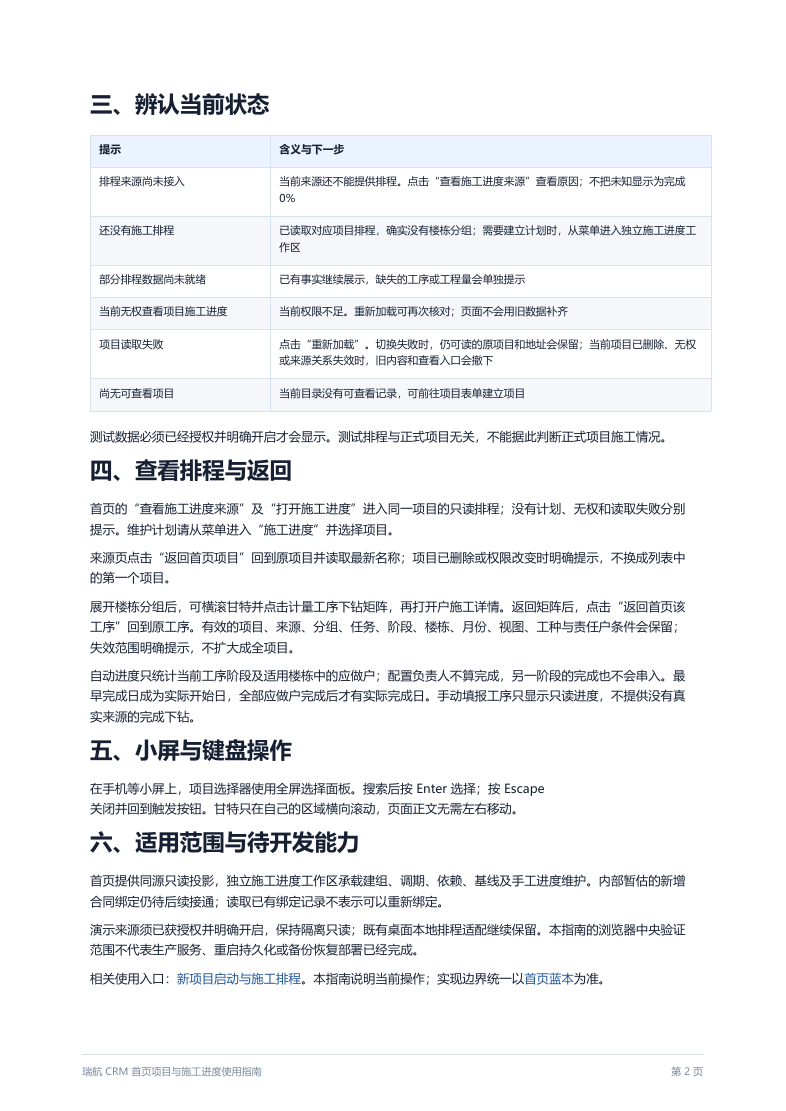 三、辨认当前状态
提示
含义与下一步
排程来源尚未接入
当前来源还不能提供排程。点击“查看施工进度来源”查看原因；不把未知显示为完成
0%
还没有施工排程
已读取对应项目排程，确实没有楼栋分组；需要建立计划时，从菜单进入独立施工进度工
作区
部分排程数据尚未就绪
已有事实继续展示，缺失的工序或工程量会单独提示
当前无权查看项目施工进度
当前权限不足。重新加载可再次核对；页面不会用旧数据补齐
项目读取失败
点击“重新加载”。切换失败时，仍可读的原项目和地址会保留；当前项目已删除、无权
或来源关系失效时，旧内容和查看入口会撤下
尚无可查看项目
当前目录没有可查看记录，可前往项目表单建立项目
测试数据必须已经授权并明确开启才会显示。测试排程与正式项目无关，不能据此判断正式项目施工情况。
四、查看排程与返回
首页的“查看施工进度来源”及“打开施工进度”进入同一项目的只读排程；没有计划、无权和读取失败分别
提示。维护计划请从菜单进入“施工进度”并选择项目。
来源页点击“返回首页项目”回到原项目并读取最新名称；项目已删除或权限改变时明确提示，不换成列表中
的第一个项目。
展开楼栋分组后，可横滚甘特并点击计量工序下钻矩阵，再打开户施工详情。返回矩阵后，点击“返回首页该
工序”回到原工序。有效的项目、来源、分组、任务、阶段、楼栋、月份、视图、工种与责任户条件会保留；
失效范围明确提示，不扩大成全项目。
自动进度只统计当前工序阶段及适用楼栋中的应做户；配置负责人不算完成，另一阶段的完成也不会串入。最
早完成日成为实际开始日，全部应做户完成后才有实际完成日。手动填报工序只显示只读进度，不提供没有真
实来源的完成下钻。
五、小屏与键盘操作
在手机等小屏上，项目选择器使用全屏选择面板。搜索后按 Enter 选择；按 Escape
关闭并回到触发按钮。甘特只在自己的区域横向滚动，页面正文无需左右移动。
六、适用范围与待开发能力
首页提供同源只读投影，独立施工进度工作区承载建组、调期、依赖、基线及手工进度维护。内部暂估的新增
合同绑定仍待后续接通；读取已有绑定记录不表示可以重新绑定。
演示来源须已获授权并明确开启，保持隔离只读；既有桌面本地排程适配继续保留。本指南的浏览器中央验证
范围不代表生产服务、重启持久化或备份恢复部署已经完成。
相关使用入口：新项目启动与施工排程。本指南说明当前操作；实现边界统一以首页蓝本为准。
瑞航 CRM 首页项目与施工进度使用指南
第 2 页